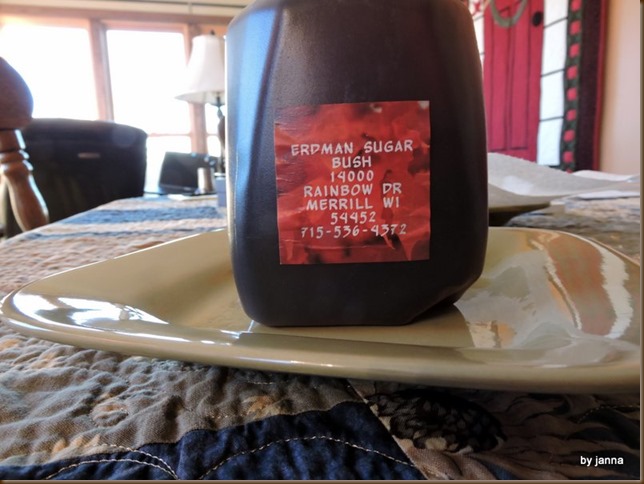 ERDMAN SUGAR
BUSH
14000
RAINBOW DR
MERRILL WI
54452
715-536-4372
by janna